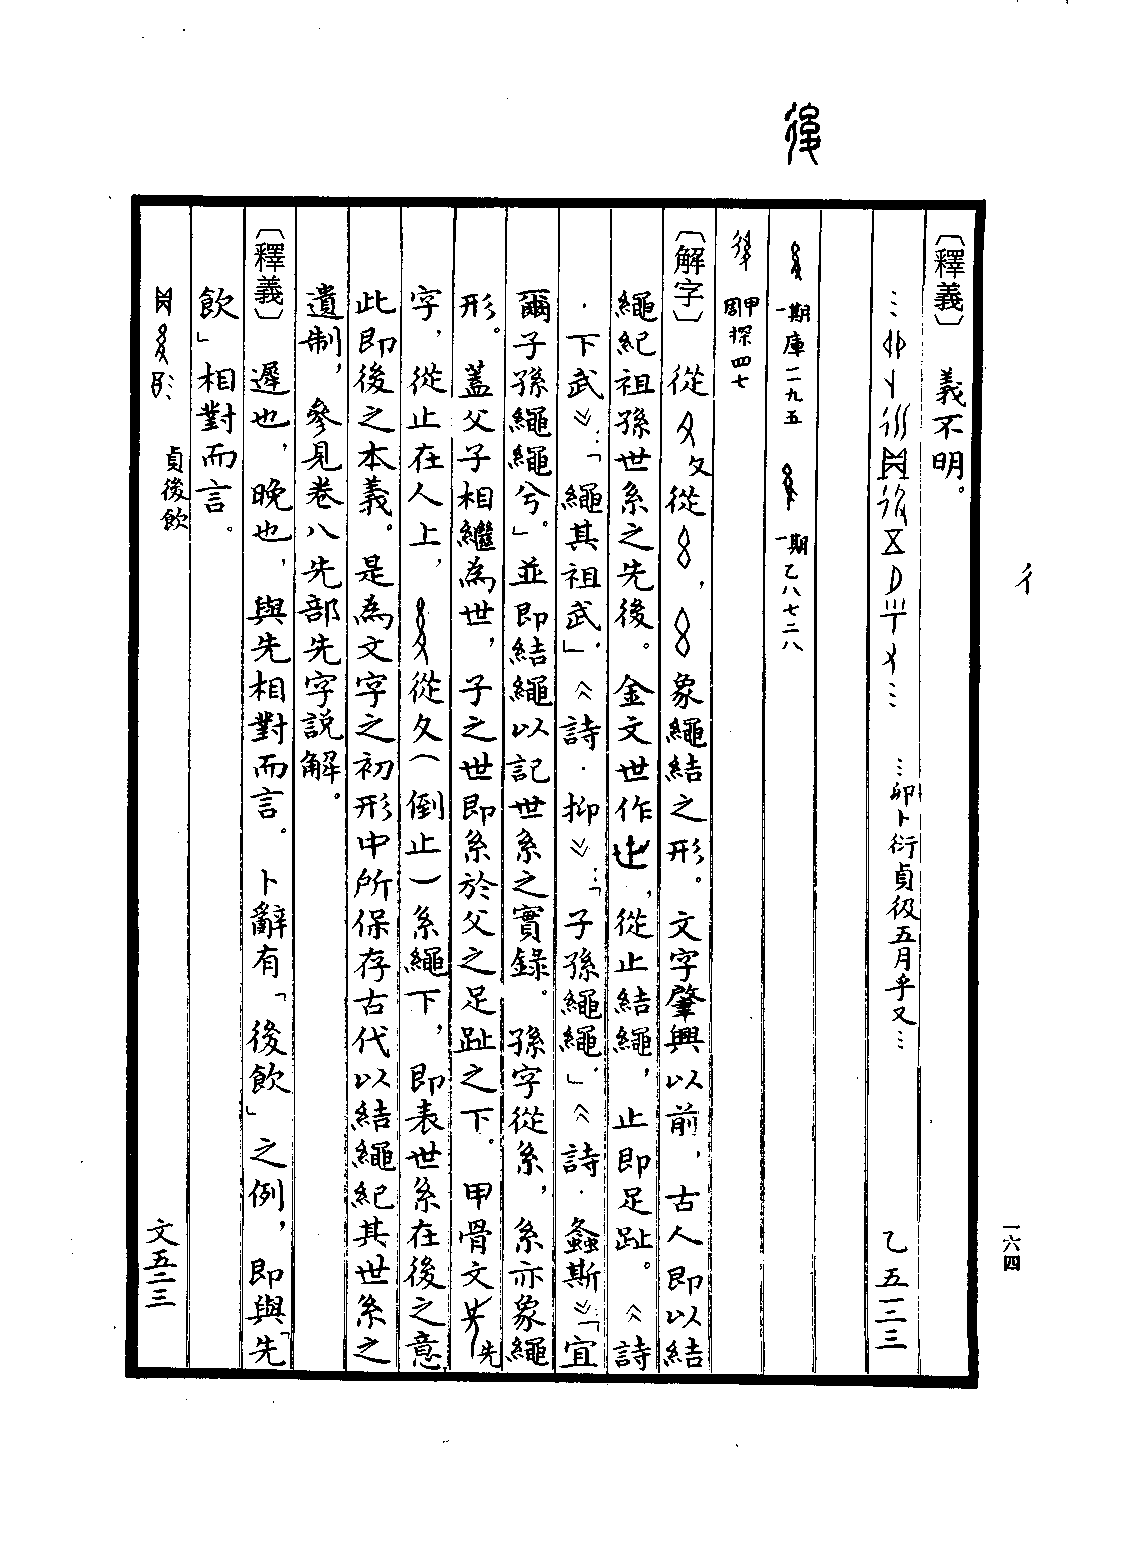 後
彳
一六四
〔釋義〕 義不明。
…卯卜衍貞彶五月乎又… 乙五一三三
一期庫二九五 一期乙八七二八
周甲探四七
〔解字〕 從夂從,象繩結之形。文字肇興以前,古人即以結
繩紀祖孫世系之先後。金文世作,從止結繩,止即足趾。《詩
·下武》:「繩其祖武」,《詩·抑》:「子孫繩繩,」《詩·螽斯》:「宜
爾子孫繩繩兮」。並即結繩以記世系之實錄。孫字從系,系亦象繩
形。蓋父子相繼為世,子之世即系於父之足趾之下。甲骨文先
字,從止在人上,從夂(倒止)系繩下,即表世系在後之意
此即後之本義。是為文字之初形中所保存古代以結繩紀其世系之
遺制,參見卷八先部先字說解。
〔釋義〕 遲也,晚也,與先相對而言。卜辭有「後飲」之例,即與「先
飲」相對而言。
貞後飲 文五二三